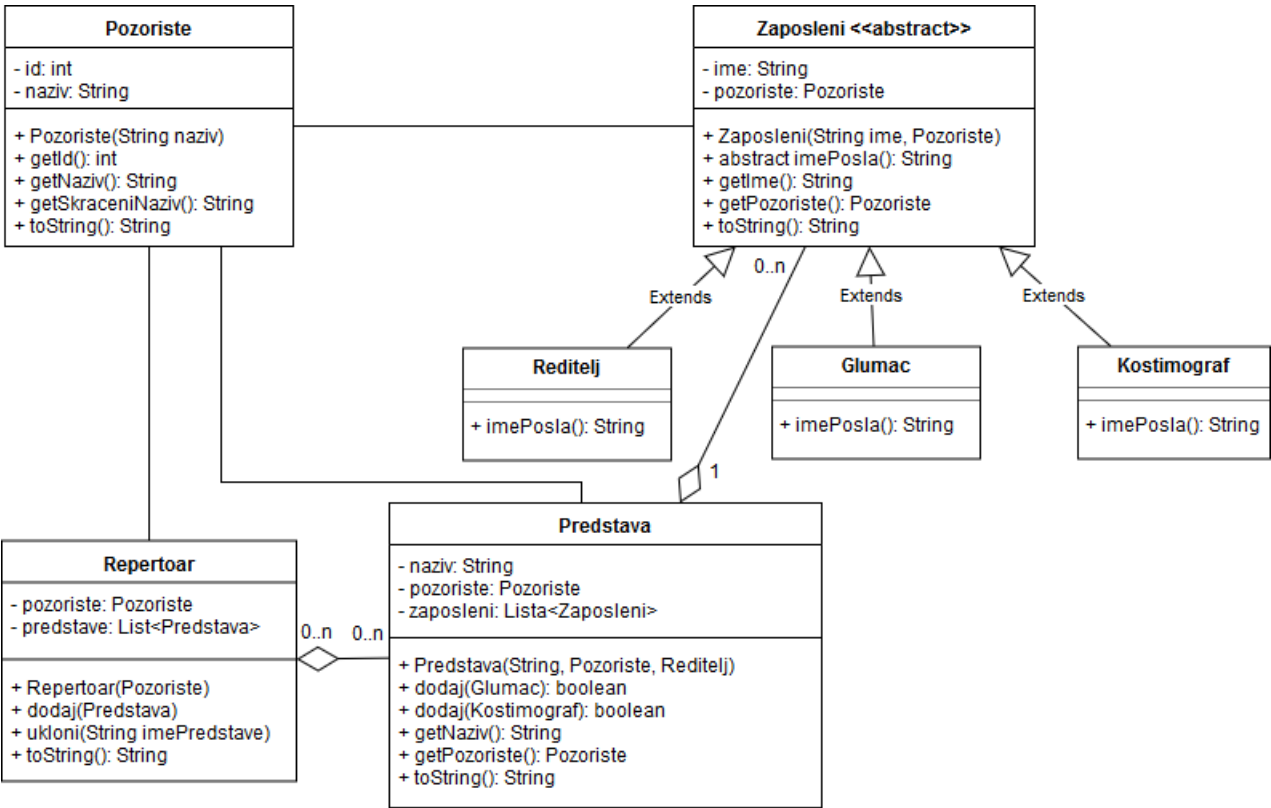 Pozoriste
- id: int
- naziv: String
+ Pozoriste(String naziv)
+ getId(): int
+ getNaziv(): String
+ getSkraceniNaziv(): String
+ toString(): String
Zaposleni <<abstract>>
- ime: String
- pozoriste: Pozoriste
+ Zaposleni(String ime, Pozoriste)
+ abstract imePosla(): String
+ getIme(): String
+ getPozoriste(): Pozoriste
+ toString(): String
0..n
Extends
Extends
Extends
Reditelj
+ imePosla(): String
Glumac
+ imePosla(): String
Kostimograf
+ imePosla(): String
1
Repertoar
- pozoriste: Pozoriste
- predstave: List<Predstava>
+ Repertoar(Pozoriste)
+ dodaj(Predstava)
+ ukloni(String imePredstave)
+ toString(): String
0..n
0..n
Predstava
- naziv: String
- pozoriste: Pozoriste
- zaposleni: Lista<Zaposleni>
+ Predstava(String, Pozoriste, Reditelj)
+ dodaj(Glumac): boolean
+ dodaj(Kostimograf): boolean
+ getNaziv(): String
+ getPozoriste(): Pozoriste
+ toString(): String